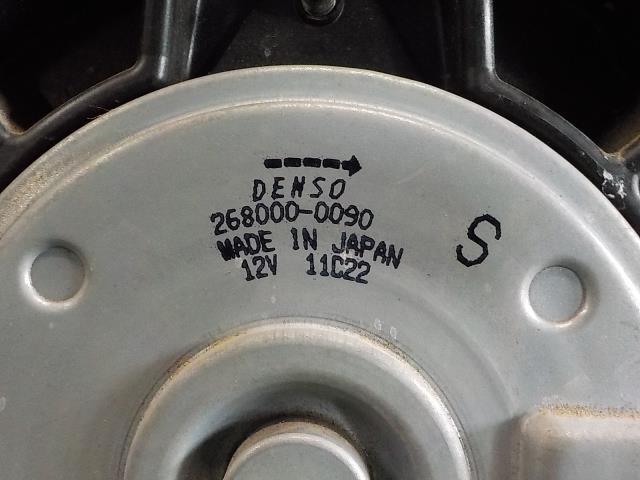 DENSO
268000-0090
MADE IN JAPAN
12V 11C22
S